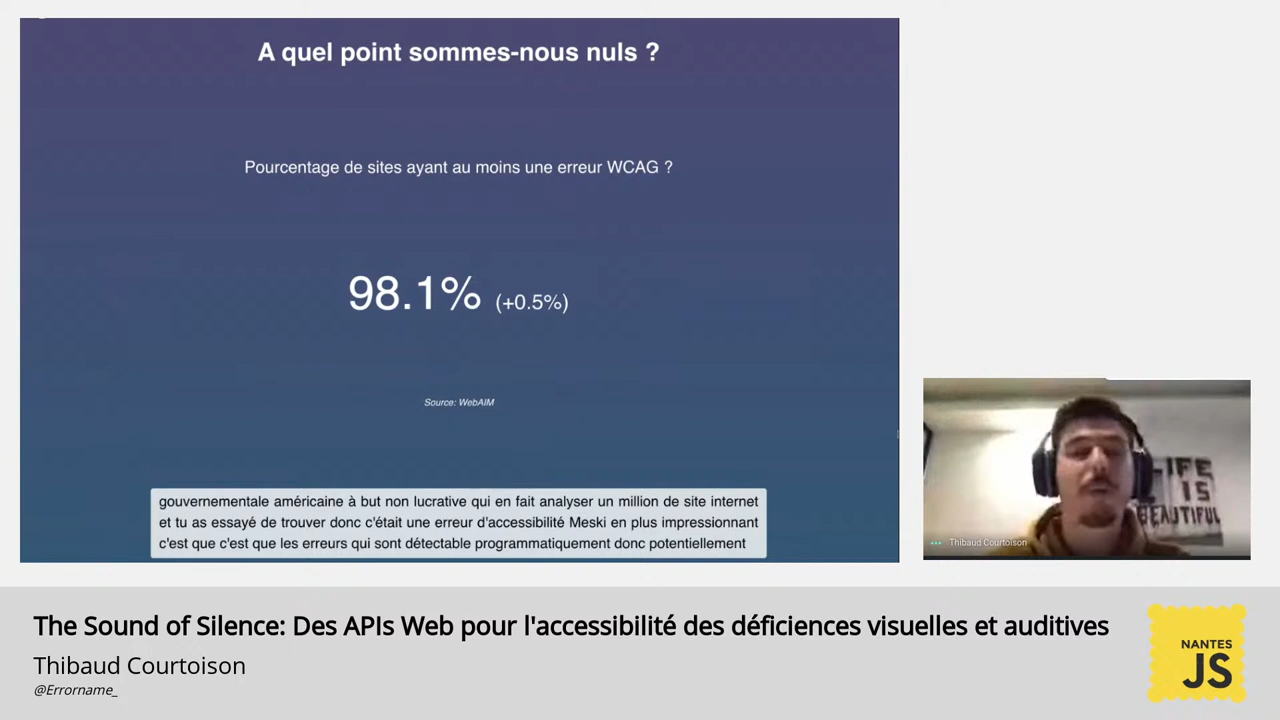 A quel point sommes-nous nuls ?
Pourcentage de sites ayant au moins une erreur WCAG ?
98.1% (+0.5%)
Source: WebAIM
gouvernementale américaine à but non lucrative qui en fait analyser un million de site internet
et tu as essayé de trouver donc c'était une erreur d'accessibilité Meski en plus impressionnant
c'est que c'est que les erreurs qui sont détectable programmatiquement donc potentiellement
LIFE
IS
BEAUTIFUL
Thibaud Courtoison
The Sound of Silence: Des APIs Web pour l'accessibilité des déficiences visuelles et auditives
Thibaud Courtoison
@Errorname_
NANTES
JS